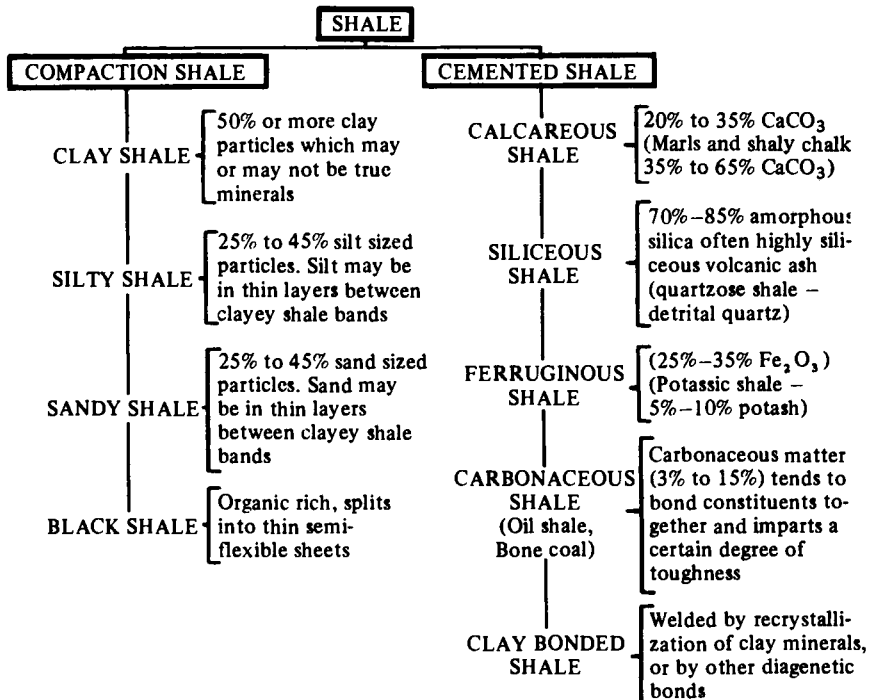 SHALE
COMPACTION SHALE
CLAY SHALE
50% or more clay
particles which may
or may not be true
minerals
SILTY SHALE
25% to 45% silt sized
particles. Silt may be
in thin layers between
clayey shale bands
SANDY SHALE
25% to 45% sand sized
particles. Sand may
be in thin layers
between clayey shale
bands
BLACK SHALE
Organic rich, splits
into thin semi-
flexible sheets
CEMENTED SHALE
CALCAREOUS
SHALE
20% to 35% CaCO₃
(Marls and shaly chalk
35% to 65% CaCO₃)
SILICEOUS
SHALE
70%–85% amorphous
silica often highly sili-
ceous volcanic ash
(quartzose shale –
detrital quartz)
FERRUGINOUS
SHALE
(25%–35% Fe₂O₃)
(Potassic shale –
5%–10% potash)
CARBONACEOUS
SHALE
(Oil shale,
Bone coal)
Carbonaceous matter
(3% to 15%) tends to
bond constituents to-
gether and imparts a
certain degree of
toughness
CLAY BONDED
SHALE
Welded by recrystalli-
zation of clay minerals,
or by other diagenetic
bonds